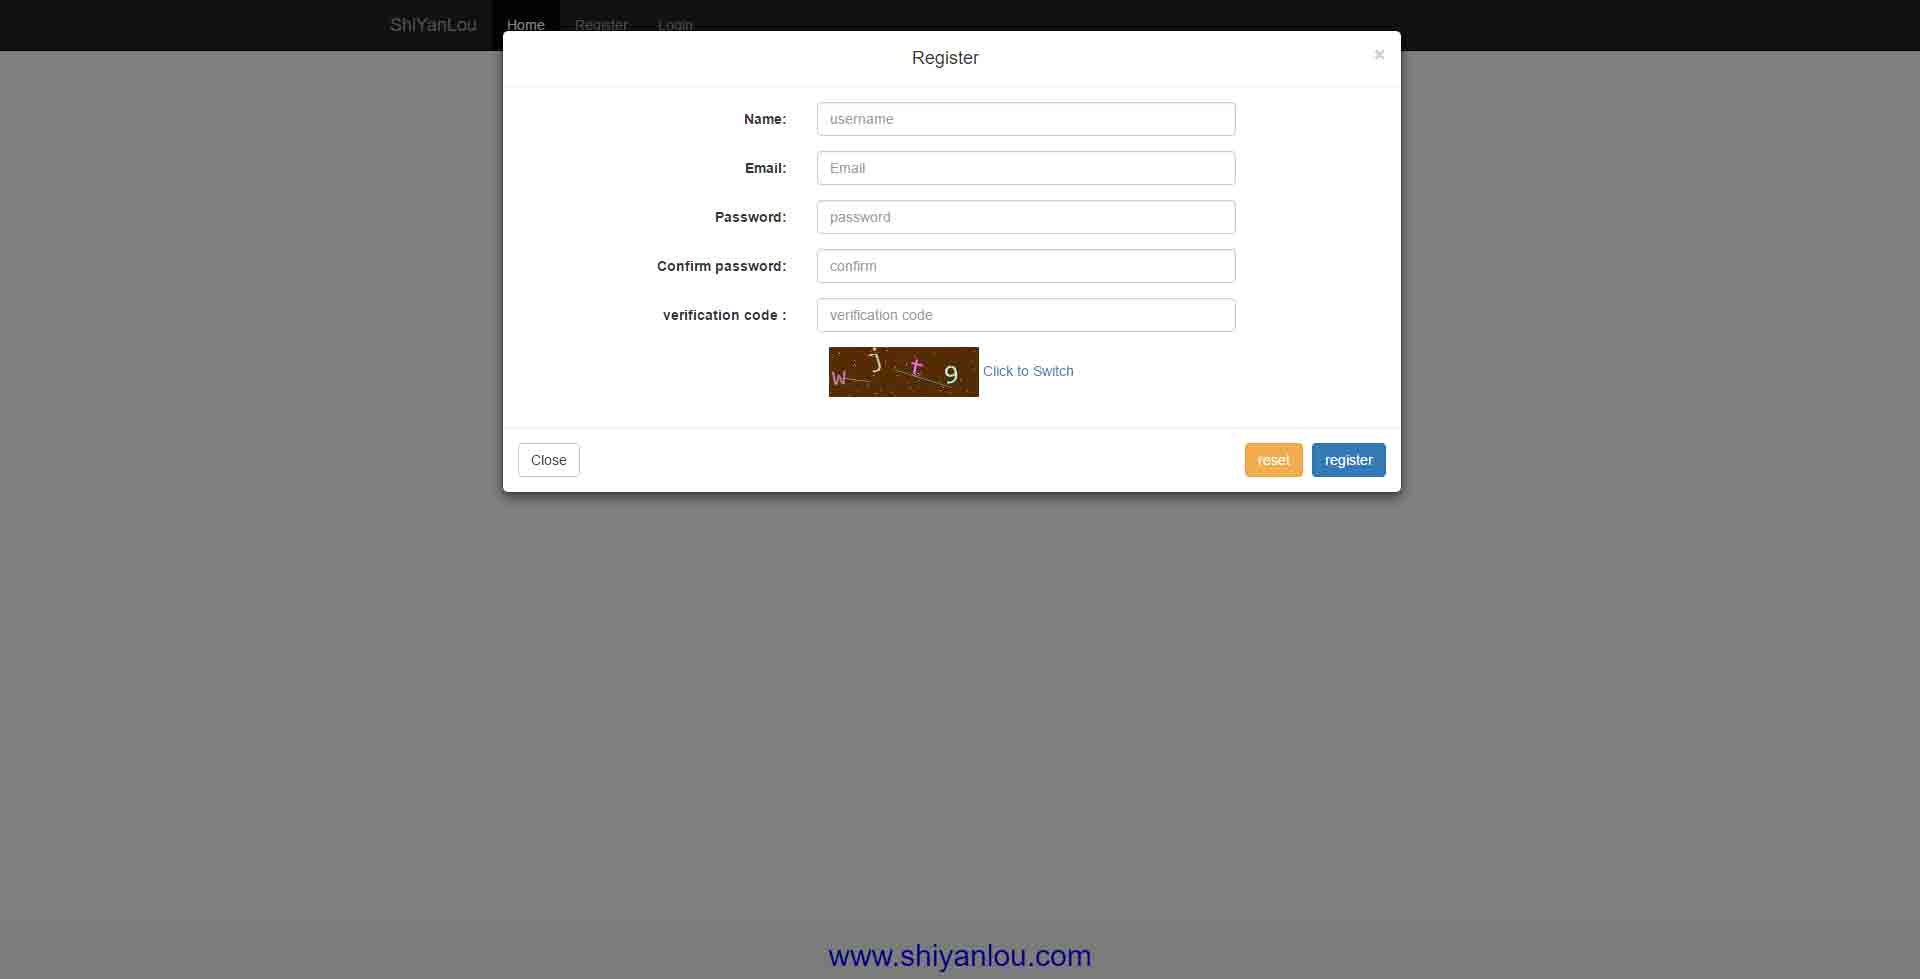 ShiYanLou Home Register Login
Register ×
Name: username
Email: Email
Password: password
Confirm password: confirm
verification code : verification code
w j t 9 Click to Switch
Close reset register
www.shiyanlou.com